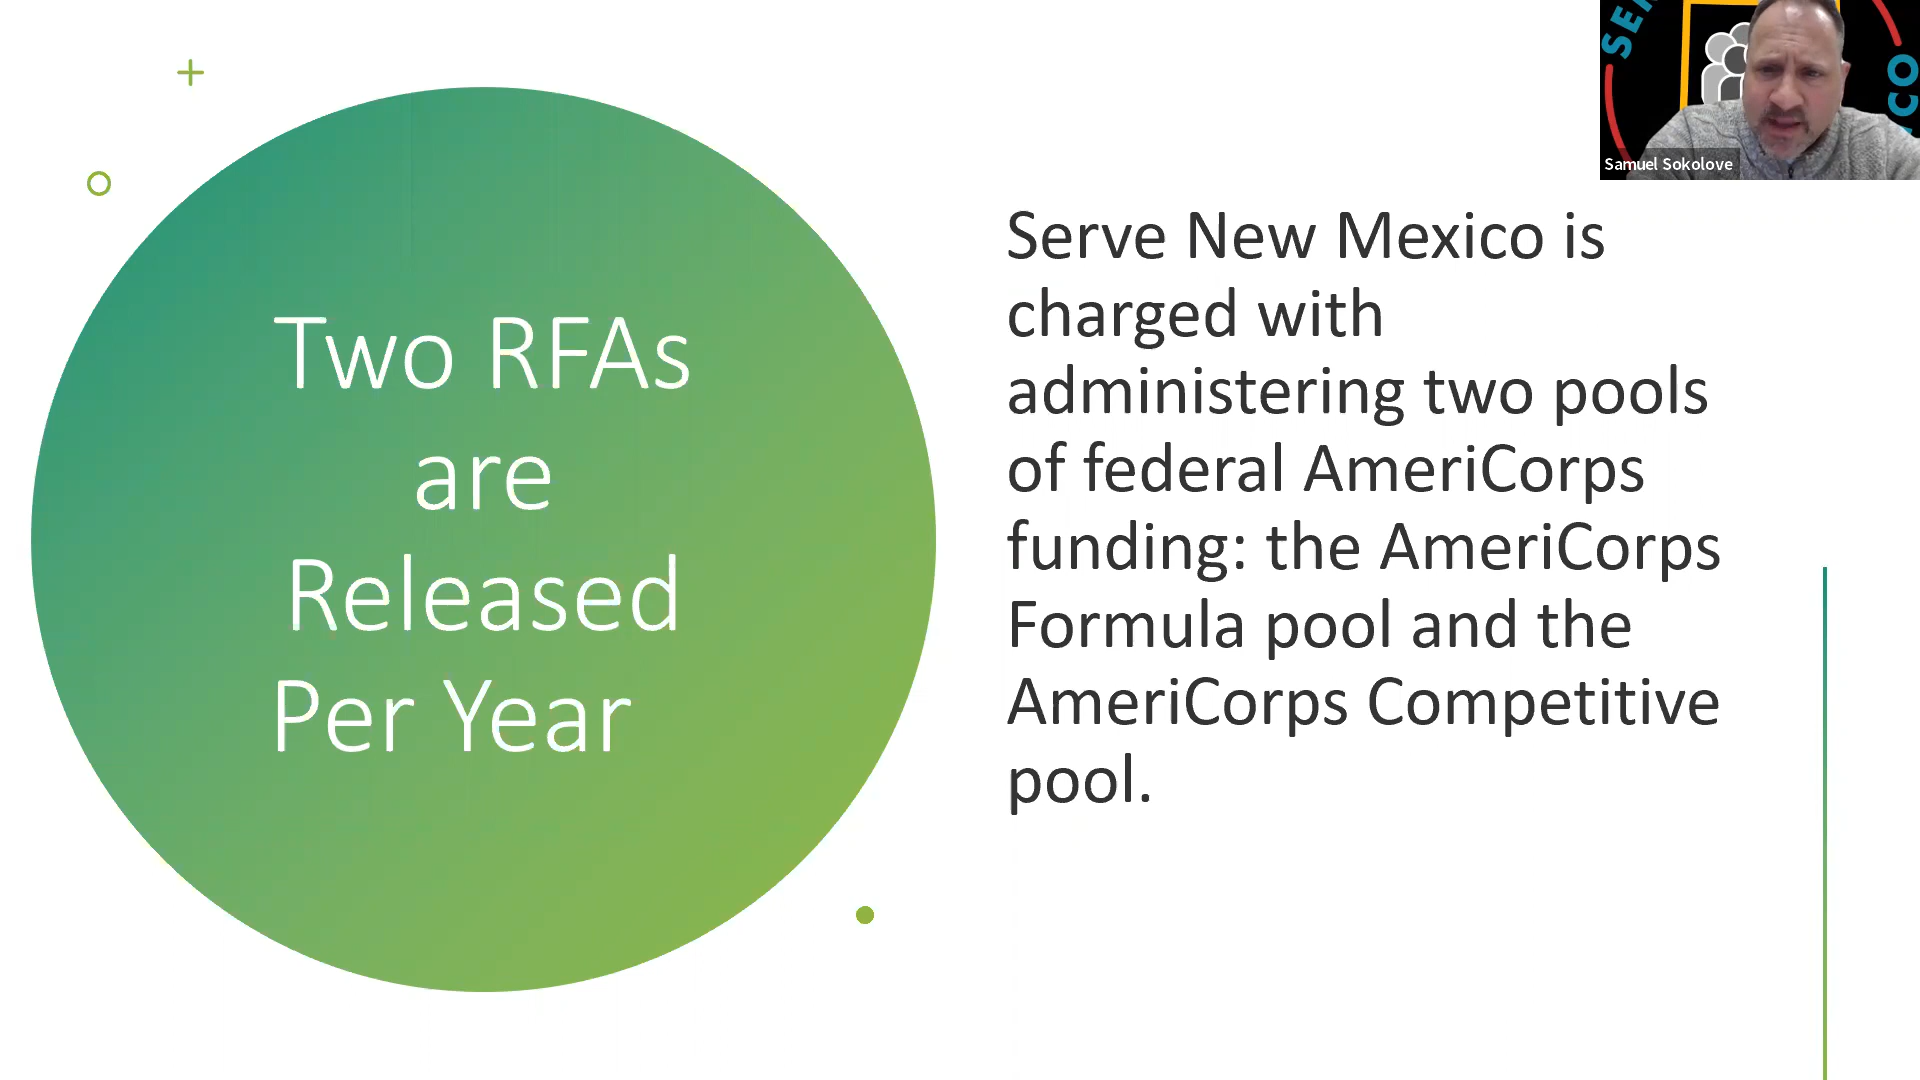 Two RFAs
are
Released
Per Year
Serve New Mexico is
charged with
administering two pools
of federal AmeriCorps
funding: the AmeriCorps
Formula pool and the
AmeriCorps Competitive
pool.
Samuel Sokolove